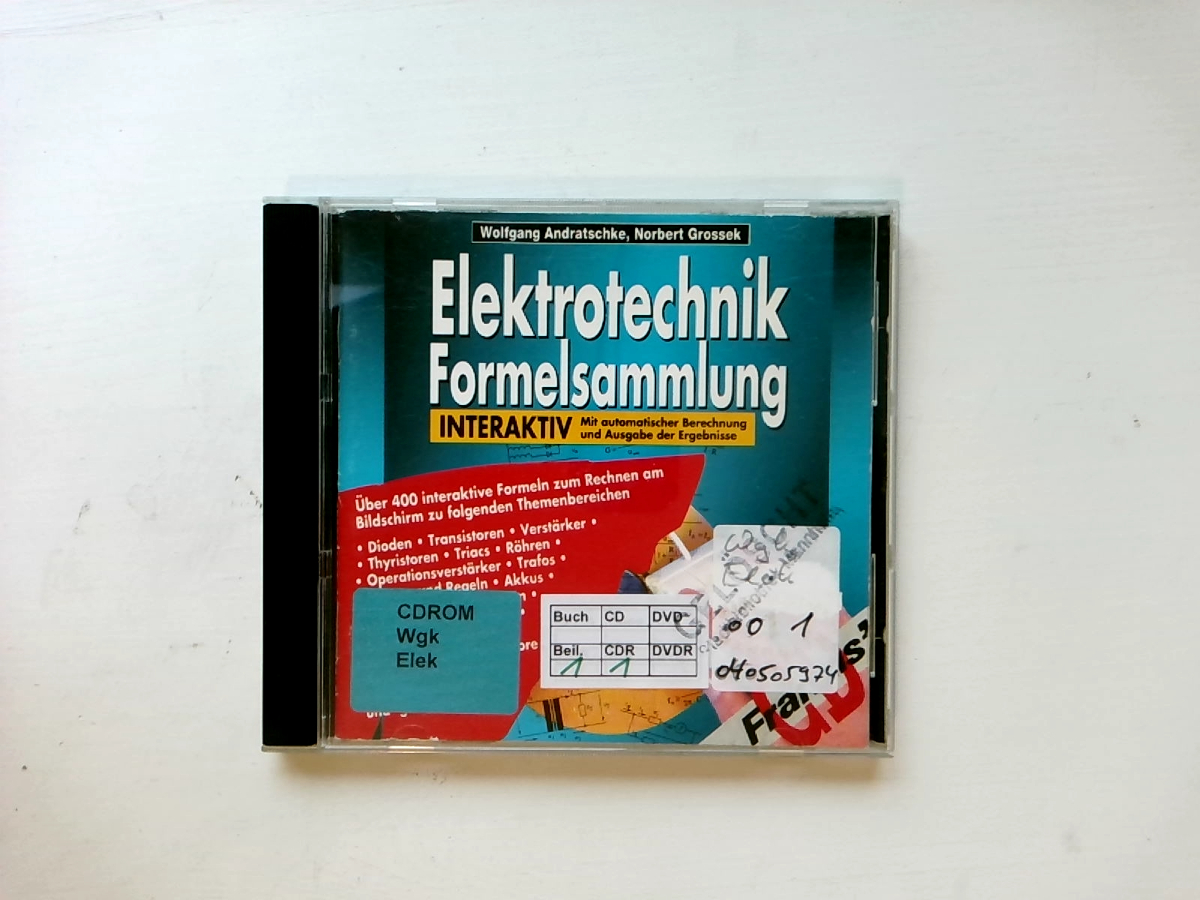 Wolfgang Andratschke, Norbert Grossek
Elektrotechnik
Formelsammlung
INTERAKTIV
Mit automatischer Berechnung
und Ausgabe der Ergebnisse
Über 400 interaktive Formeln zum Rechnen am
Bildschirm zu folgenden Themenbereichen
• Dioden • Transistoren • Verstärker •
• Thyristoren • Triacs • Röhren •
• Operationsverstärker • Trafos •
und Regeln • Akkus •
CDROM
Wgk
Elek
Buch CD DVD
Beil. CDR DVDR
1 1
GELÖSCHT
00 1
040505974